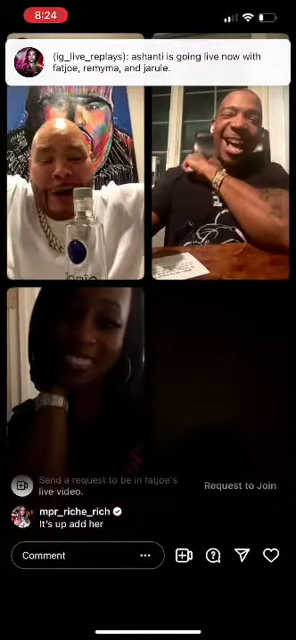 8:24
(ig_live_replays): ashanti is going live now with
fatjoe, remyma, and jarule.
Send a request to be in fatjoe's
live video.
Request to Join
mpr_riche_rich
It's up add her
Comment